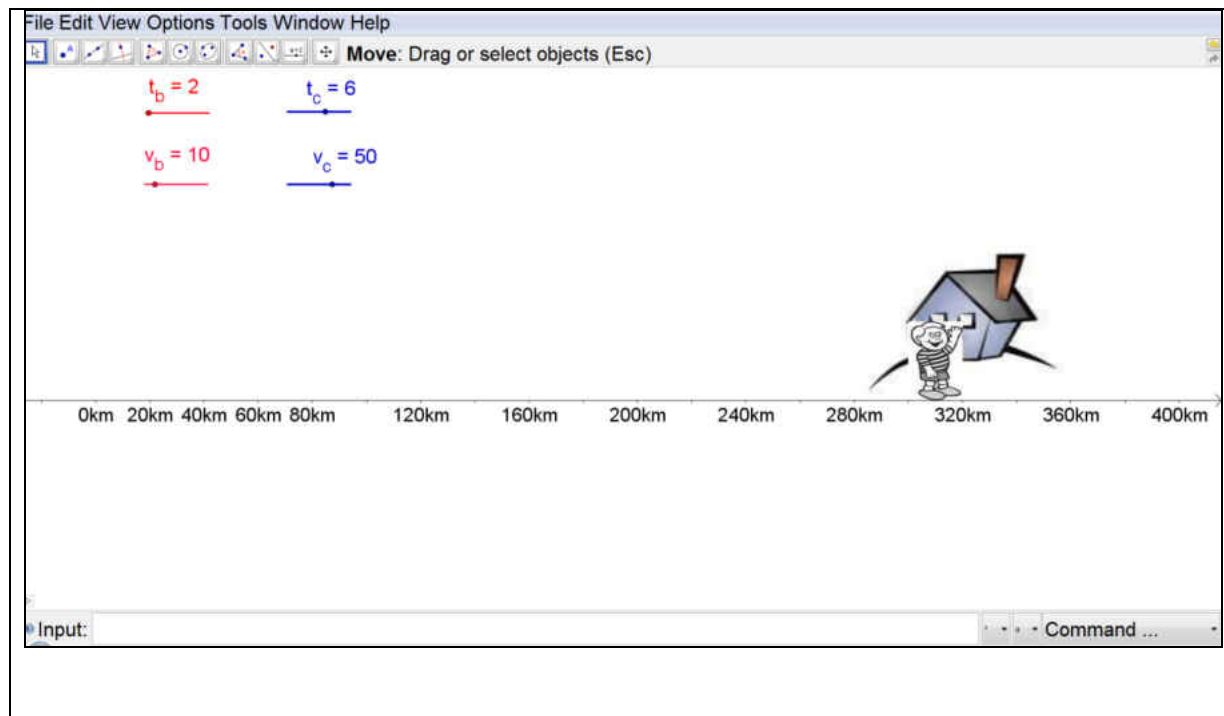 File Edit View Options Tools Window Help
Move: Drag or select objects (Esc)
t_b = 2 t_c = 6
v_b = 10 v_c = 50
0km 20km 40km 60km 80km 120km 160km 200km 240km 280km 320km 360km 400km
Input: Command ...